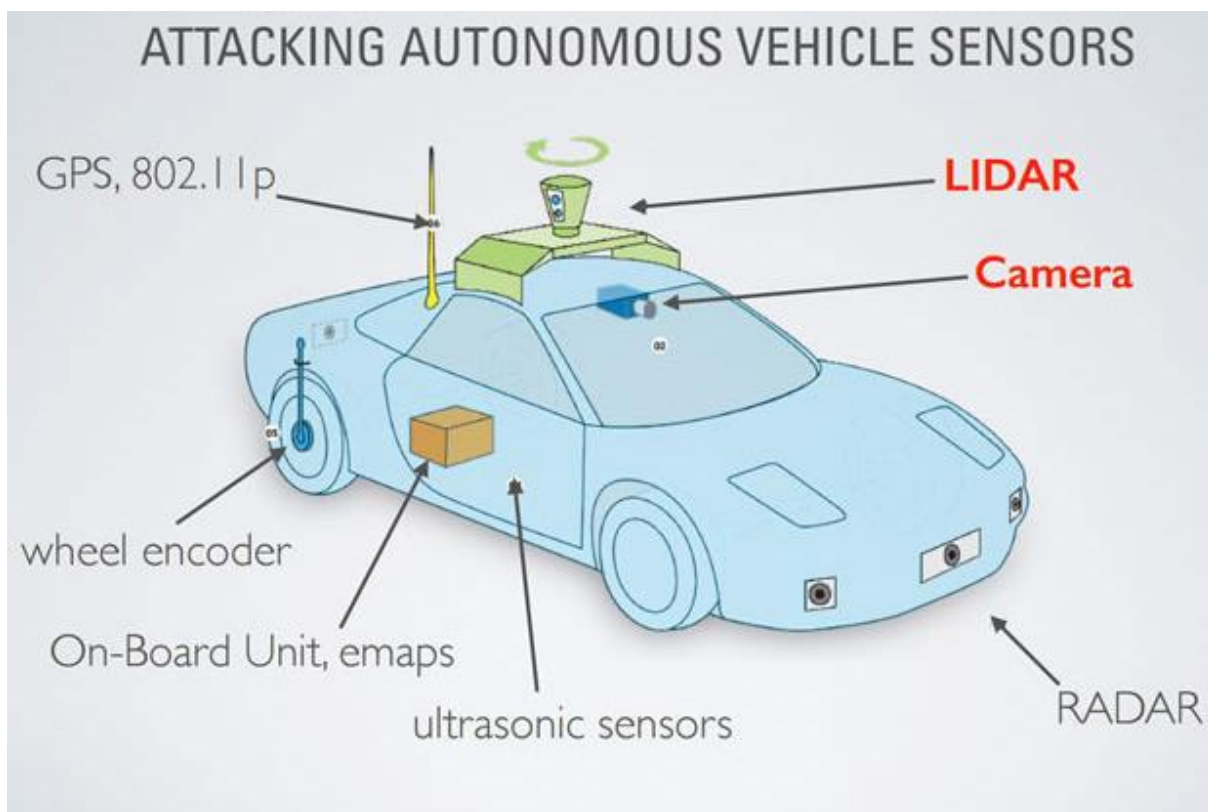 ATTACKING AUTONOMOUS VEHICLE SENSORS
GPS, 802.11p
LIDAR
Camera
wheel encoder
On-Board Unit, emaps
ultrasonic sensors
RADAR